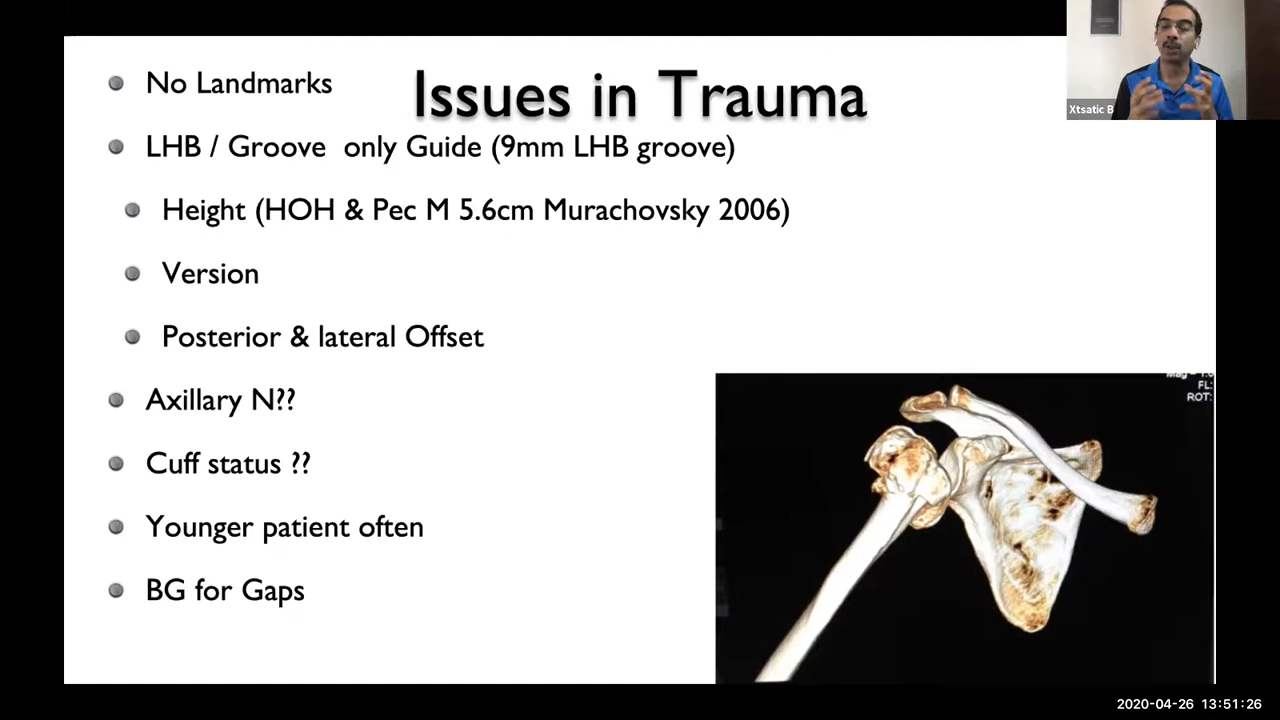 Issues in Trauma
No Landmarks
LHB / Groove only Guide (9mm LHB groove)
Height (HOH & Pec M 5.6cm Murachovsky 2006)
Version
Posterior & lateral Offset
Axillary N??
Cuff status ??
Younger patient often
BG for Gaps
FL:
ROT:
Xtsatic B
2020-04-26 13:51:26